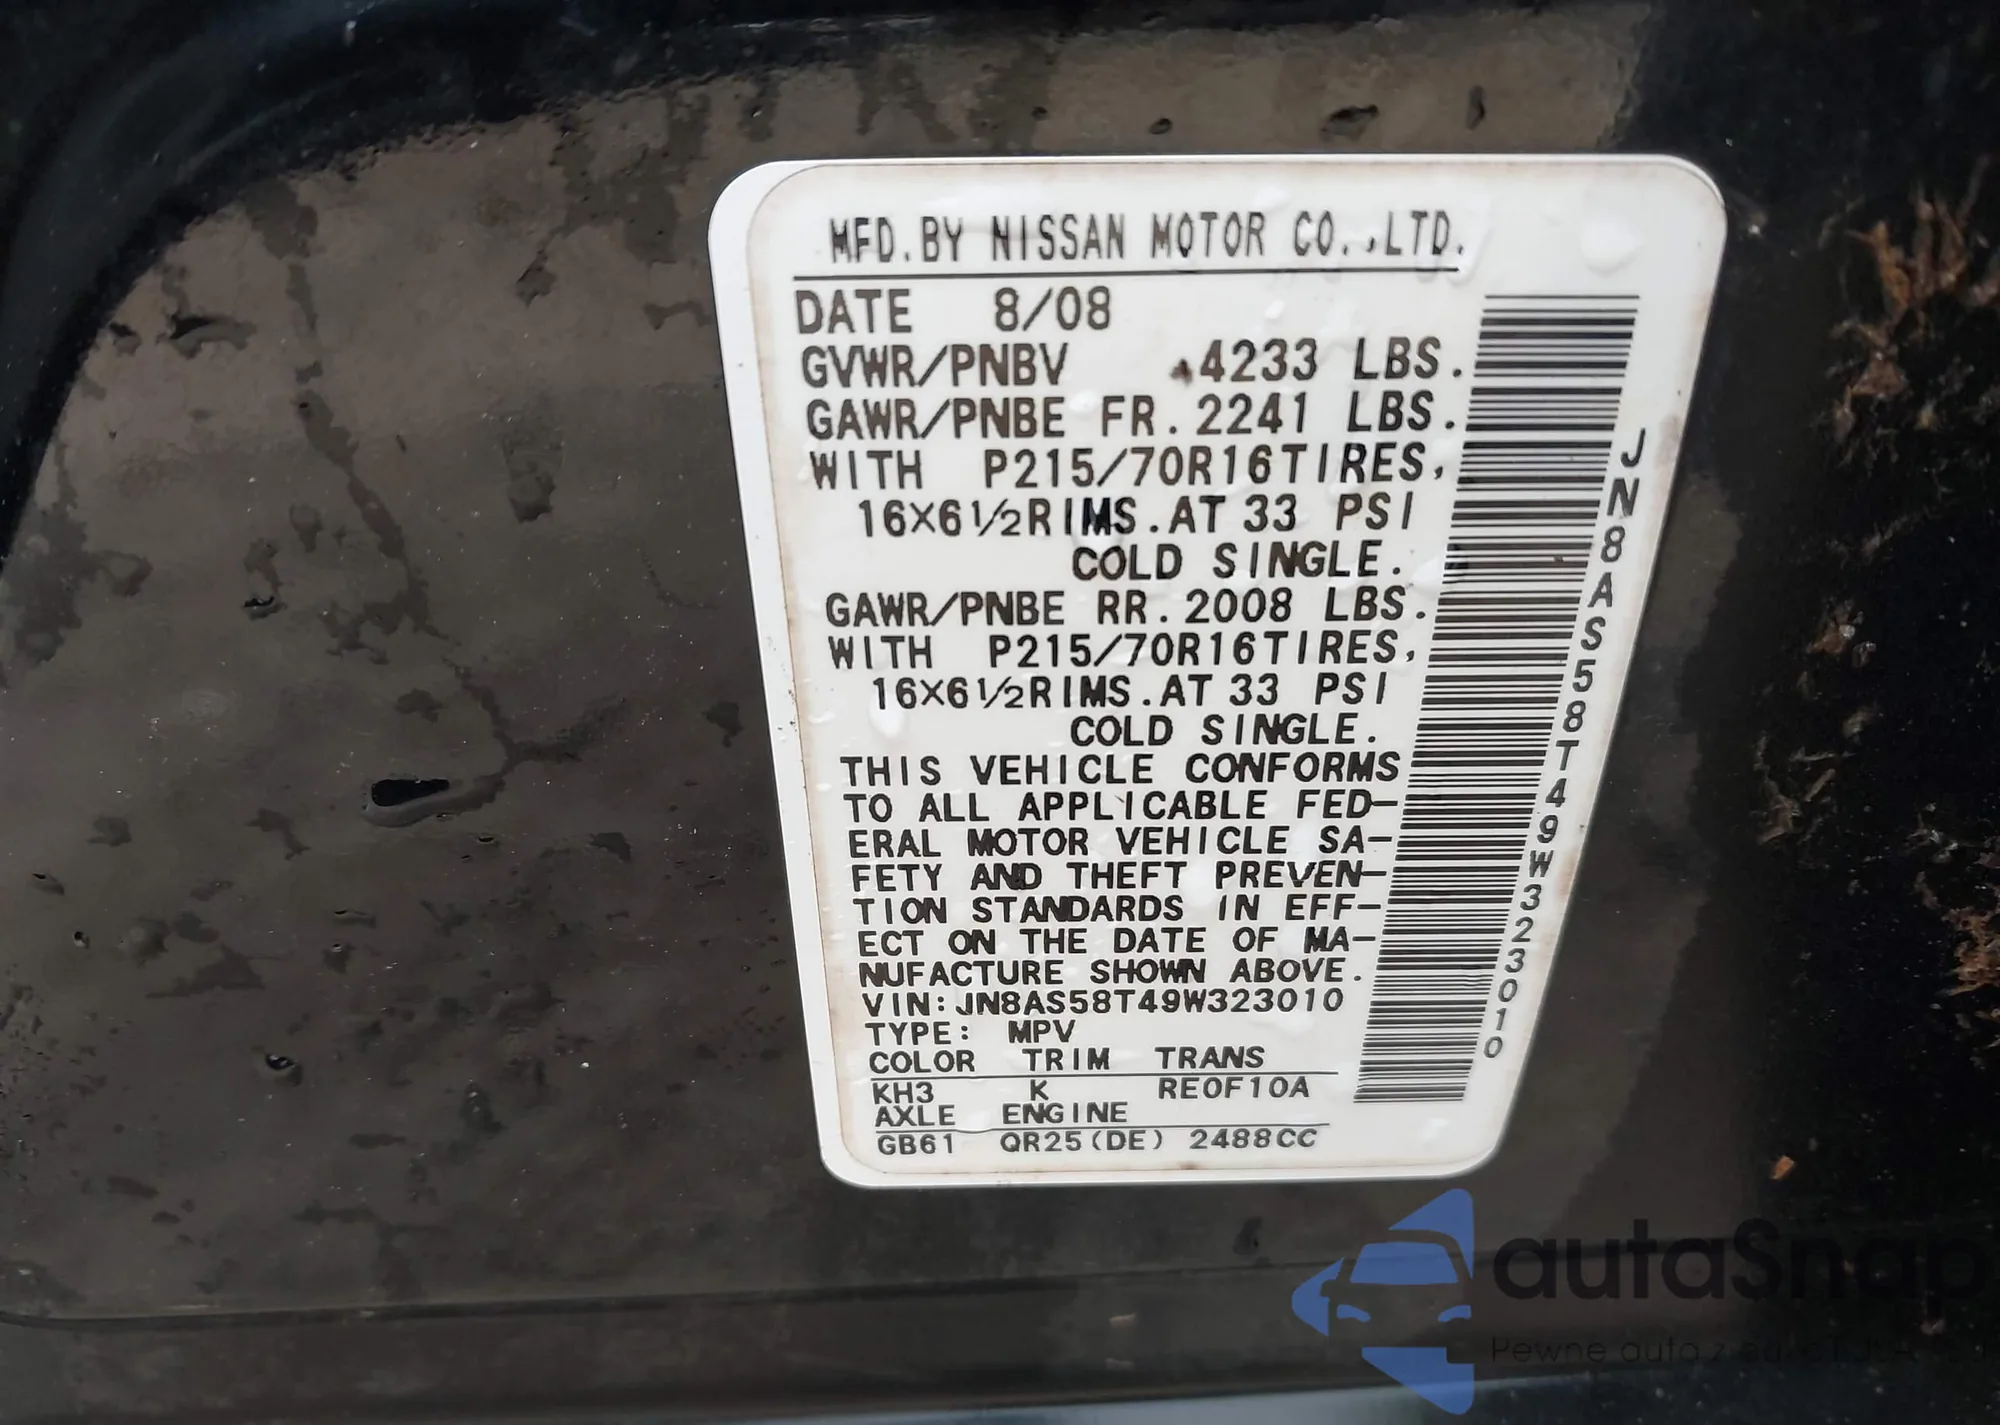 MFD.BY NISSAN MOTOR CO.,LTD.
DATE 8/08
GVWR/PNBV 4233 LBS.
GAWR/PNBE FR.2241 LBS.
WITH P215/70R16TIRES,
16X6½RIMS.AT 33 PSI
COLD SINGLE.
GAWR/PNBE RR.2008 LBS.
WITH P215/70R16TIRES,
16X6½RIMS.AT 33 PSI
COLD SINGLE.
THIS VEHICLE CONFORMS
TO ALL APPLICABLE FED-
ERAL MOTOR VEHICLE SA-
FETY AND THEFT PREVEN-
TION STANDARDS IN EFF-
ECT ON THE DATE OF MA-
NUFACTURE SHOWN ABOVE.
VIN:JN8AS58T49W323010
TYPE: MPV
COLOR TRIM TRANS
KH3 K RE0F10A
AXLE ENGINE
GB61 QR25(DE) 2488CC
JN8AS58T49W323010
autaSnap
Pewne auta z